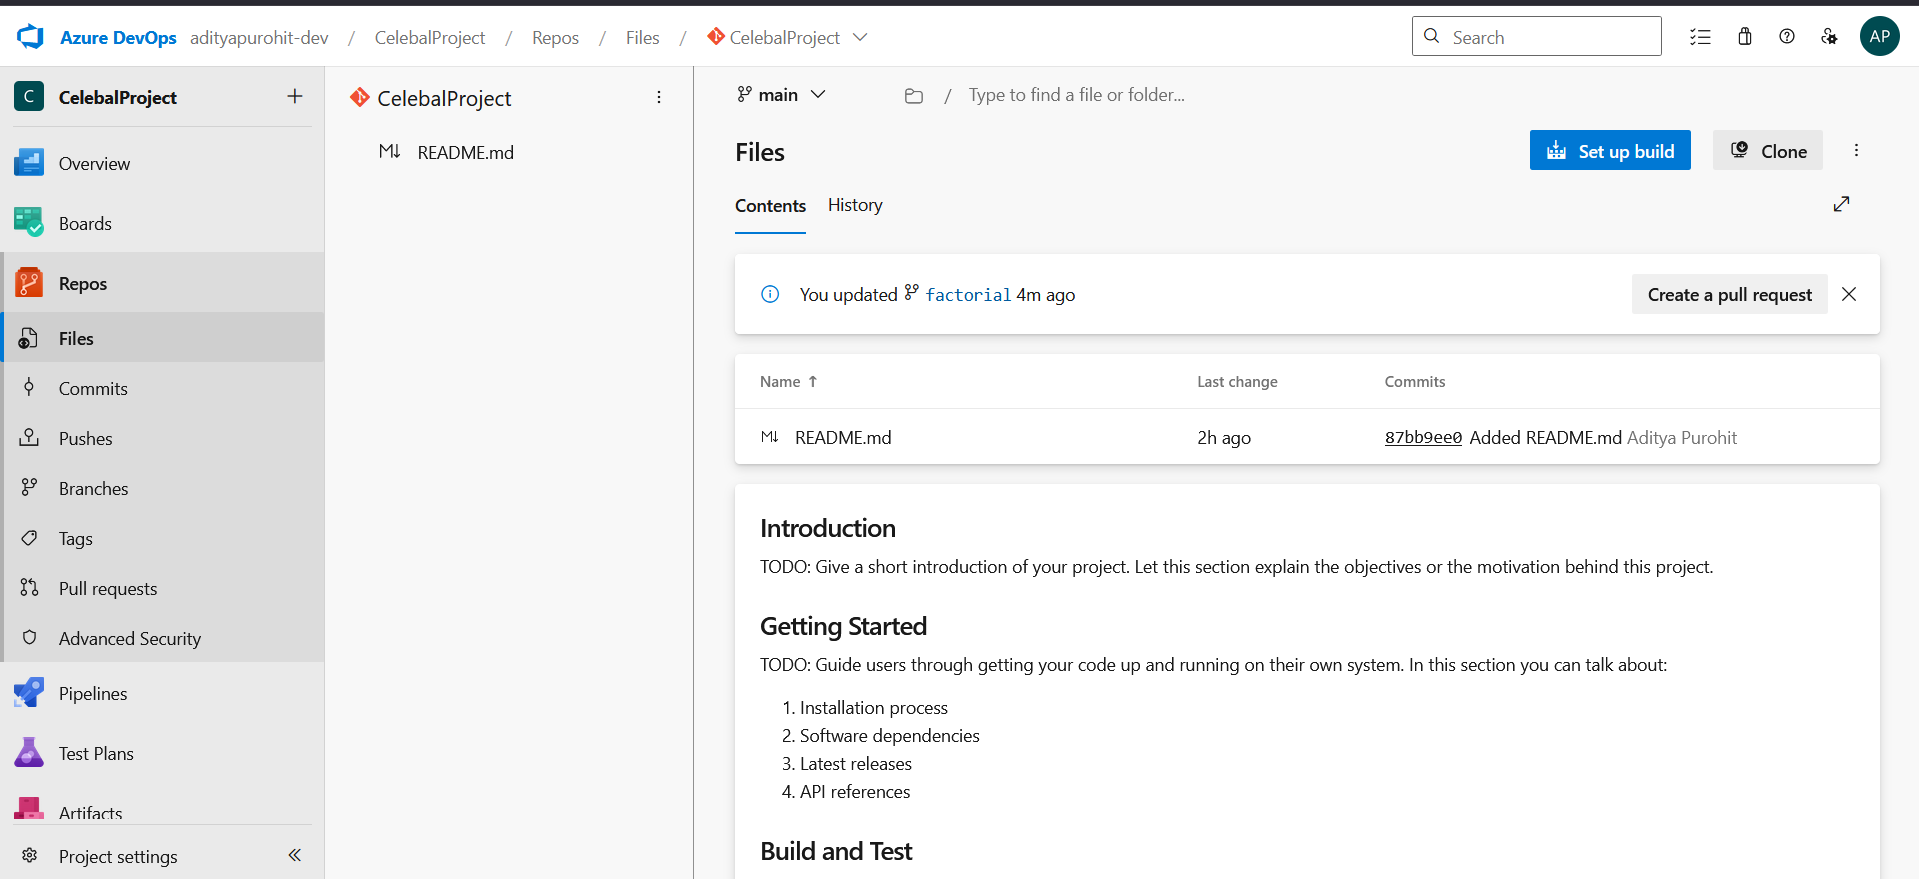 Azure DevOps adityapurohit-dev / CelebalProject / Repos / Files / CelebalProject
Search
AP
C CelebalProject +
Overview
Boards
Repos
Files
Commits
Pushes
Branches
Tags
Pull requests
Advanced Security
Pipelines
Test Plans
Artifacts
Project settings
CelebalProject
README.md
main / Type to find a file or folder...
Files
Set up build
Clone
Contents History
You updated factorial 4m ago
Create a pull request
Name Last change Commits
README.md 2h ago 87bb9ee0 Added README.md Aditya Purohit
Introduction
TODO: Give a short introduction of your project. Let this section explain the objectives or the motivation behind this project.
Getting Started
TODO: Guide users through getting your code up and running on their own system. In this section you can talk about:
1. Installation process
2. Software dependencies
3. Latest releases
4. API references
Build and Test